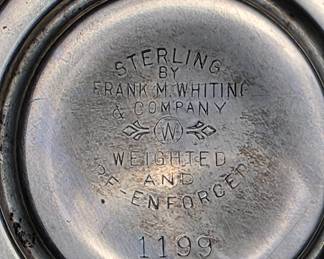 STERLING
BY
FRANK M. WHITING
& COMPANY
W
WEIGHTED
AND
RE-ENFORCED
1199